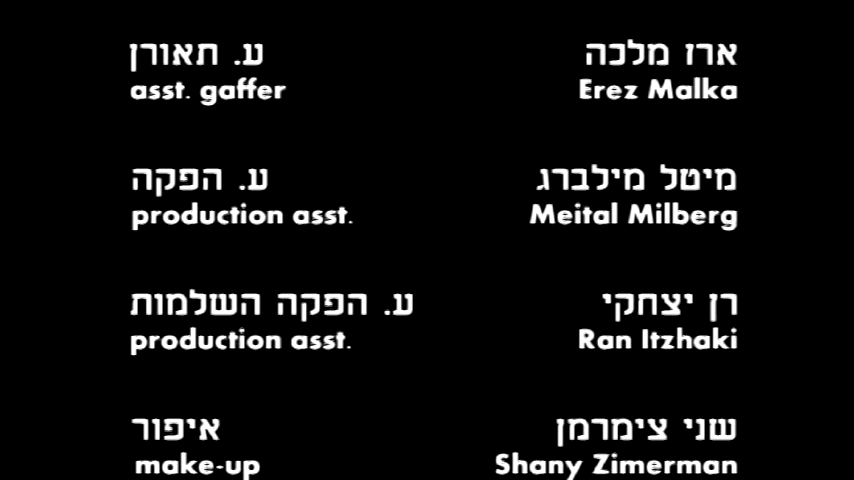 ע. תאורן ארז מלכה
asst. gaffer Erez Malka
ע. הפקה מיטל מילברג
production asst. Meital Milberg
ע. הפקה השלמות רן יצחקי
production asst. Ran Itzhaki
איפור שני צימרמן
make-up Shany Zimerman